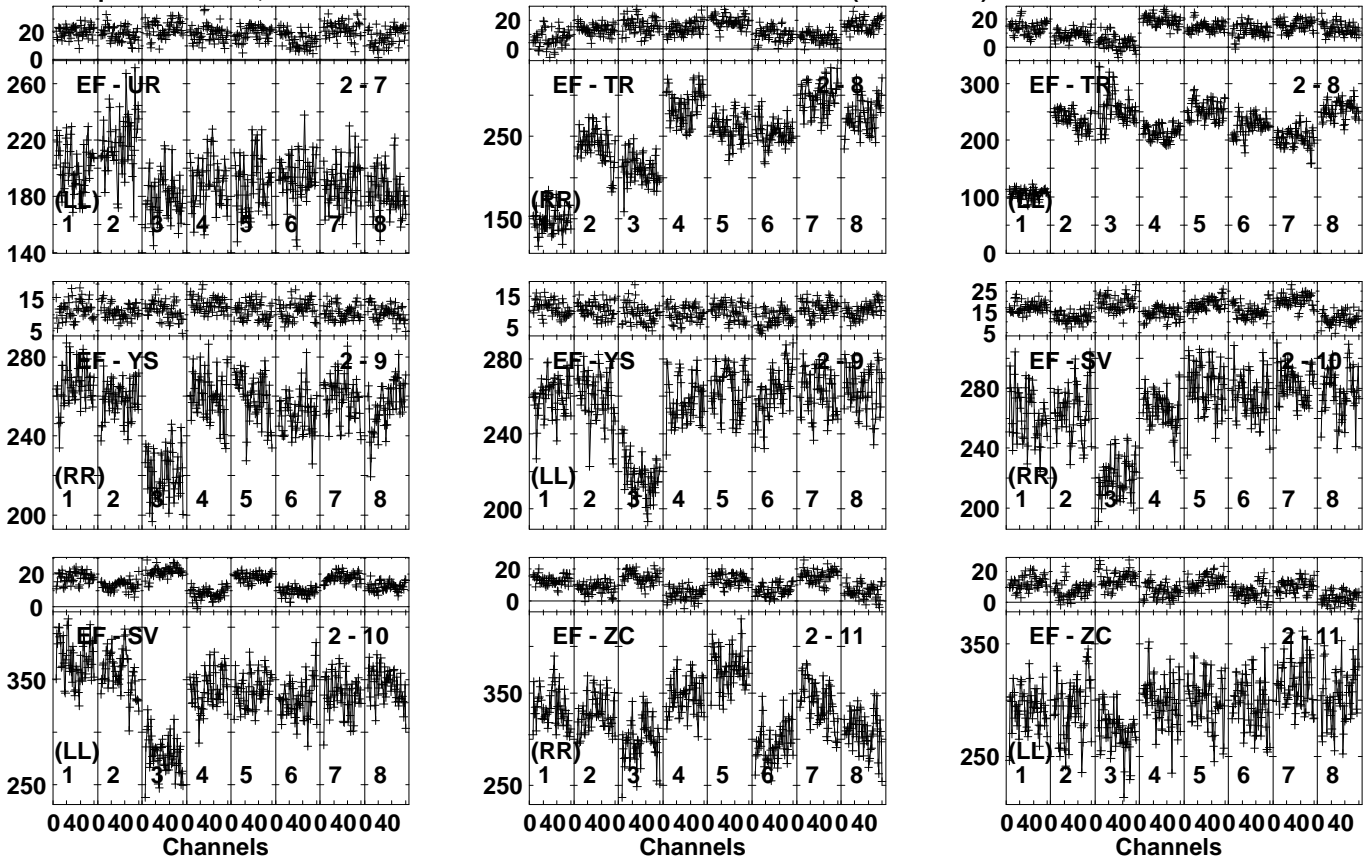 20 20 20
0 0 0
260 EF - UR 2 - 7 EF - TR 2 - 8 300 EF - TR 2 - 8
220 250 200
180 (LL) (RR) 100 (LL)
1 2 3 4 5 6 7 8 150 1 2 3 4 5 6 7 8 1 2 3 4 5 6 7 8
140 0
15 15 25
5 5 15
5
280 EF - YS 2 - 9 280 EF - YS 2 - 9 EF - SV 2 - 10
280
240 240 240
(RR) (LL) (RR)
1 2 3 4 5 6 7 8 1 2 3 4 5 6 7 8 1 2 3 4 5 6 7 8
200 200 200
20 20 20
0 0 0
EF - SV 2 - 10 EF - ZC 2 - 11 EF - ZC 2 - 11
350 350 350
(LL) (RR) (LL)
1 2 3 4 5 6 7 8 1 2 3 4 5 6 7 8 1 2 3 4 5 6 7 8
250 250 250
0 40 0 40 0 40 0 40 0 40 0 40 0 40 0 40 0 40 0 40 0 40 0 40 0 40 0 40 0 40 0 40 0 40 0 40 0 40 0 40 0 40 0 40 0 40 0 40
Channels Channels Channels